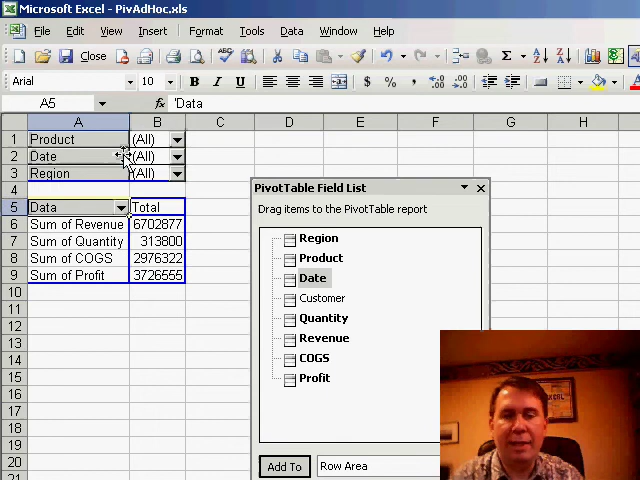 Microsoft Excel - PivAdHoc.xls
File Edit View Insert Format Tools Data Window Help
Close
Arial 10 B I U $ %
A5 fx 'Data
A B C D E F G H
1 Product (All)
2 Date (All)
3 Region (All)
4
5 Data Total
6 Sum of Revenue 6702877
7 Sum of Quantity 313800
8 Sum of COGS 2976322
9 Sum of Profit 3726555
10
11
12
13
14
15
16
17
18
19
20
PivotTable Field List
Drag items to the PivotTable report
Region
Product
Date
Customer
Quantity
Revenue
COGS
Profit
Add To Row Area